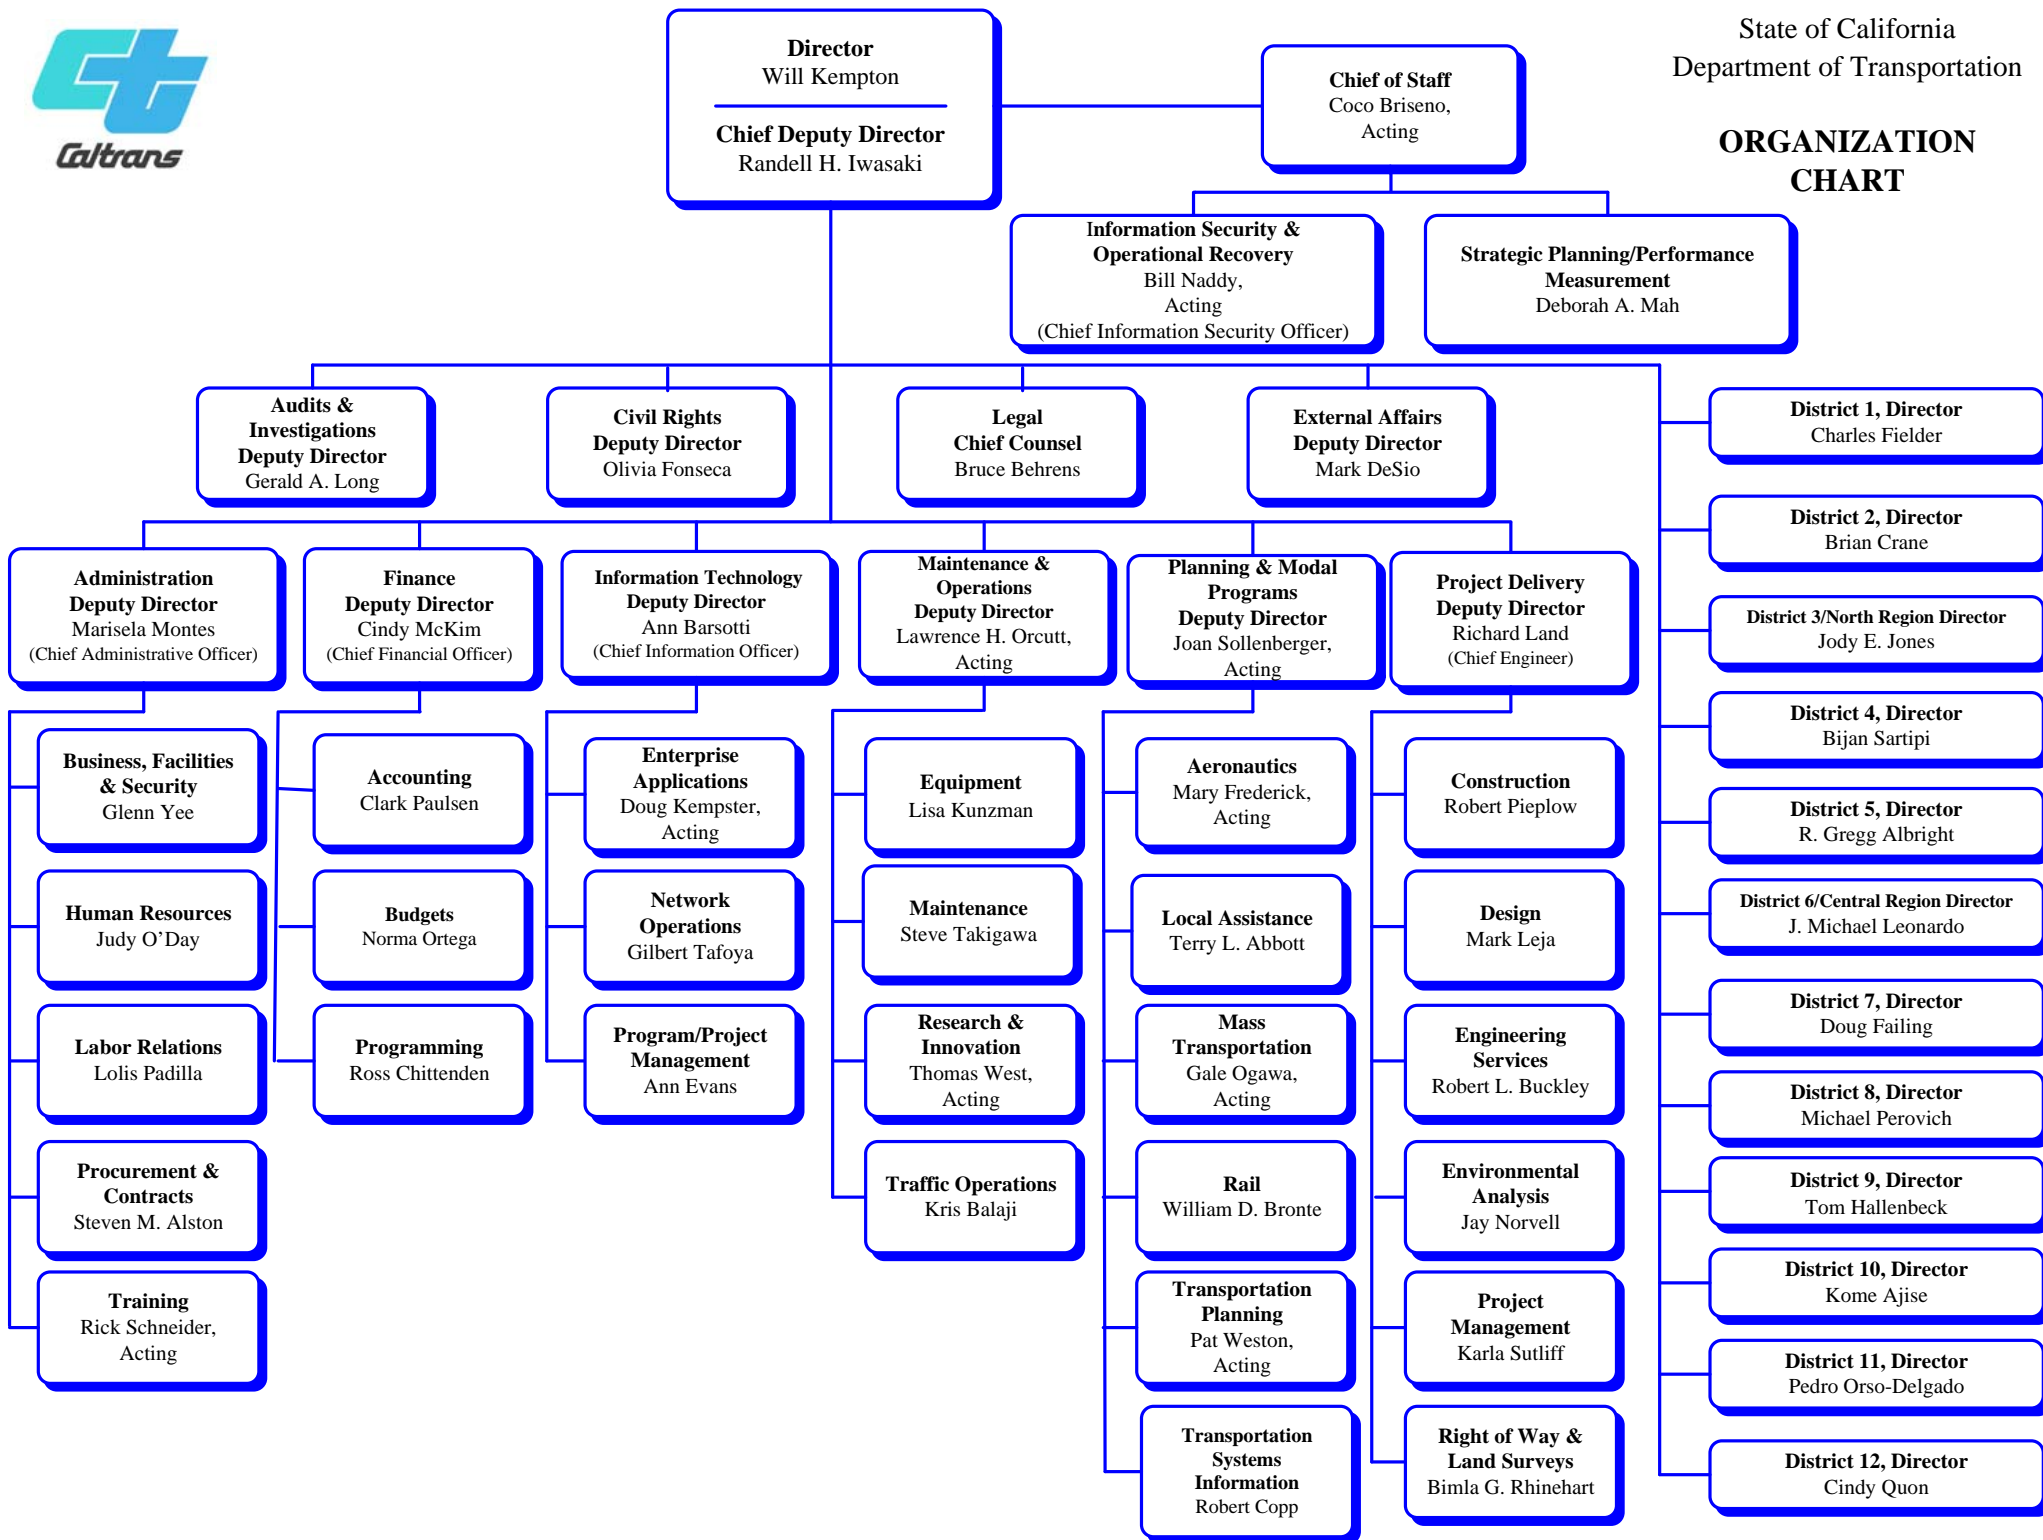 Caltrans
State of California
Department of Transportation
ORGANIZATION
CHART
Director
Will Kempton
Chief Deputy Director
Randell H. Iwasaki
Chief of Staff
Coco Briseno,
Acting
Information Security &
Operational Recovery
Bill Naddy,
Acting
(Chief Information Security Officer)
Strategic Planning/Performance
Measurement
Deborah A. Mah
Audits &
Investigations
Deputy Director
Gerald A. Long
Civil Rights
Deputy Director
Olivia Fonseca
Legal
Chief Counsel
Bruce Behrens
External Affairs
Deputy Director
Mark DeSio
Administration
Deputy Director
Marisela Montes
(Chief Administrative Officer)
Finance
Deputy Director
Cindy McKim
(Chief Financial Officer)
Information Technology
Deputy Director
Ann Barsotti
(Chief Information Officer)
Maintenance &
Operations
Deputy Director
Lawrence H. Orcutt,
Acting
Planning & Modal
Programs
Deputy Director
Joan Sollenberger,
Acting
Project Delivery
Deputy Director
Richard Land
(Chief Engineer)
Business, Facilities
& Security
Glenn Yee
Human Resources
Judy O’Day
Labor Relations
Lolis Padilla
Procurement &
Contracts
Steven M. Alston
Training
Rick Schneider,
Acting
Accounting
Clark Paulsen
Budgets
Norma Ortega
Programming
Ross Chittenden
Enterprise
Applications
Doug Kempster,
Acting
Network
Operations
Gilbert Tafoya
Program/Project
Management
Ann Evans
Equipment
Lisa Kunzman
Maintenance
Steve Takigawa
Research &
Innovation
Thomas West,
Acting
Traffic Operations
Kris Balaji
Aeronautics
Mary Frederick,
Acting
Local Assistance
Terry L. Abbott
Mass
Transportation
Gale Ogawa,
Acting
Rail
William D. Bronte
Transportation
Planning
Pat Weston,
Acting
Transportation
Systems
Information
Robert Copp
Construction
Robert Pieplow
Design
Mark Leja
Engineering
Services
Robert L. Buckley
Environmental
Analysis
Jay Norvell
Project
Management
Karla Sutliff
Right of Way &
Land Surveys
Bimla G. Rhinehart
District 1, Director
Charles Fielder
District 2, Director
Brian Crane
District 3/North Region Director
Jody E. Jones
District 4, Director
Bijan Sartipi
District 5, Director
R. Gregg Albright
District 6/Central Region Director
J. Michael Leonardo
District 7, Director
Doug Failing
District 8, Director
Michael Perovich
District 9, Director
Tom Hallenbeck
District 10, Director
Kome Ajise
District 11, Director
Pedro Orso-Delgado
District 12, Director
Cindy Quon